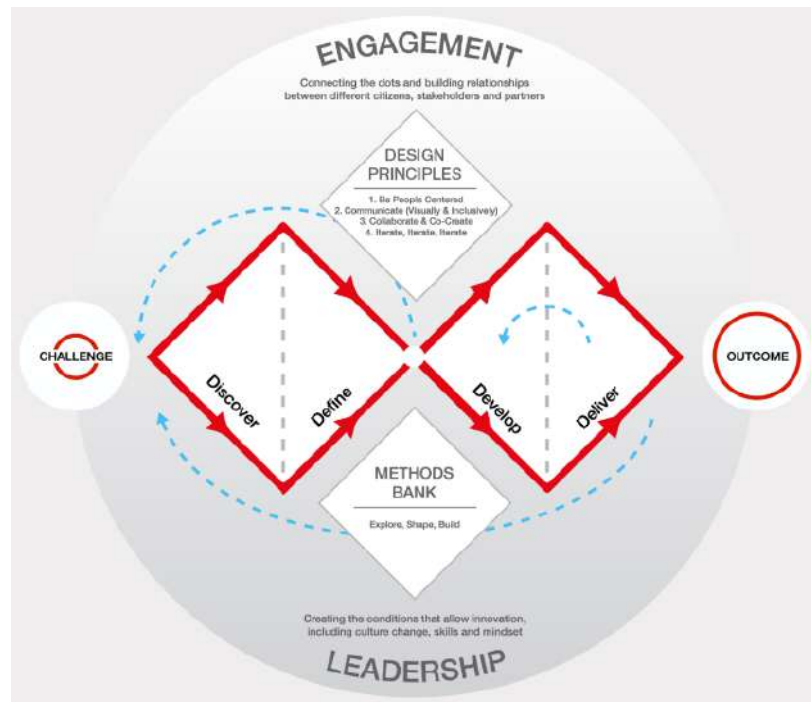 ENGAGEMENT
Connecting the dots and building relationships
between different citizens, stakeholders and partners
DESIGN
PRINCIPLES
1. Be People Centered
2. Communicate (Visually & Inclusively)
3. Collaborate & Co-Create
4. Iterate, Iterate, Iterate
CHALLENGE
OUTCOME
Discover
Define
Develop
Deliver
METHODS
BANK
Explore, Shape, Build
Creating the conditions that allow innovation,
including culture change, skills and mindset
LEADERSHIP